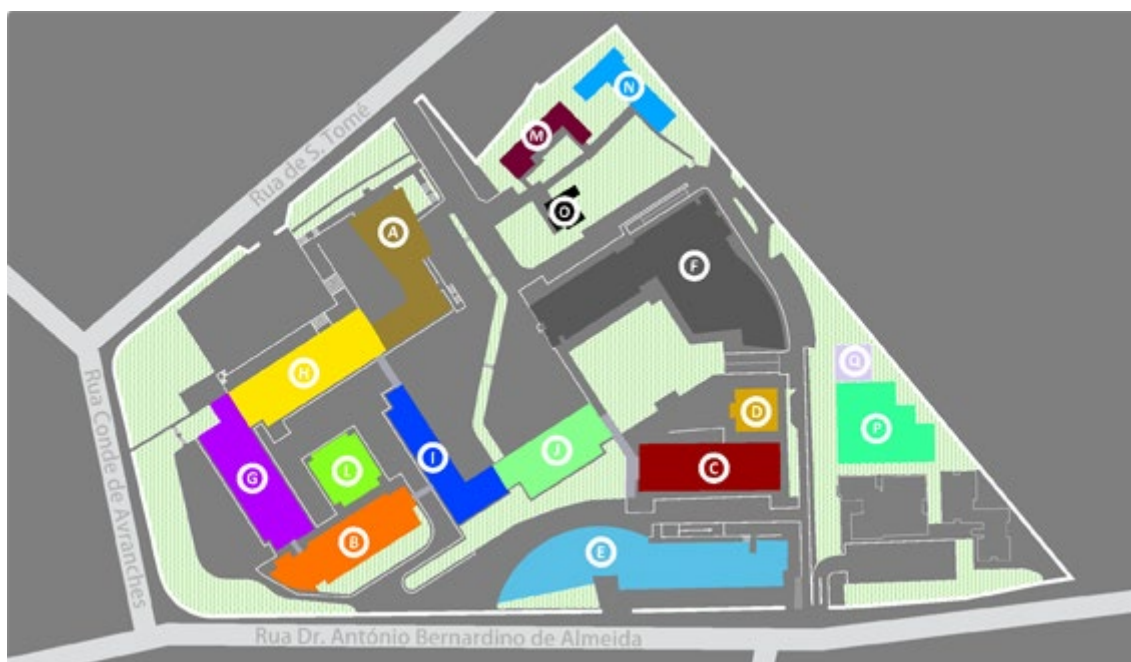 N
M
Rua de S. Tomé
O
A
F
Q
H
D
P
J
C
L
I
G
B
E
Rua Conde de Avranches
Rua Dr. António Bernardino de Almeida